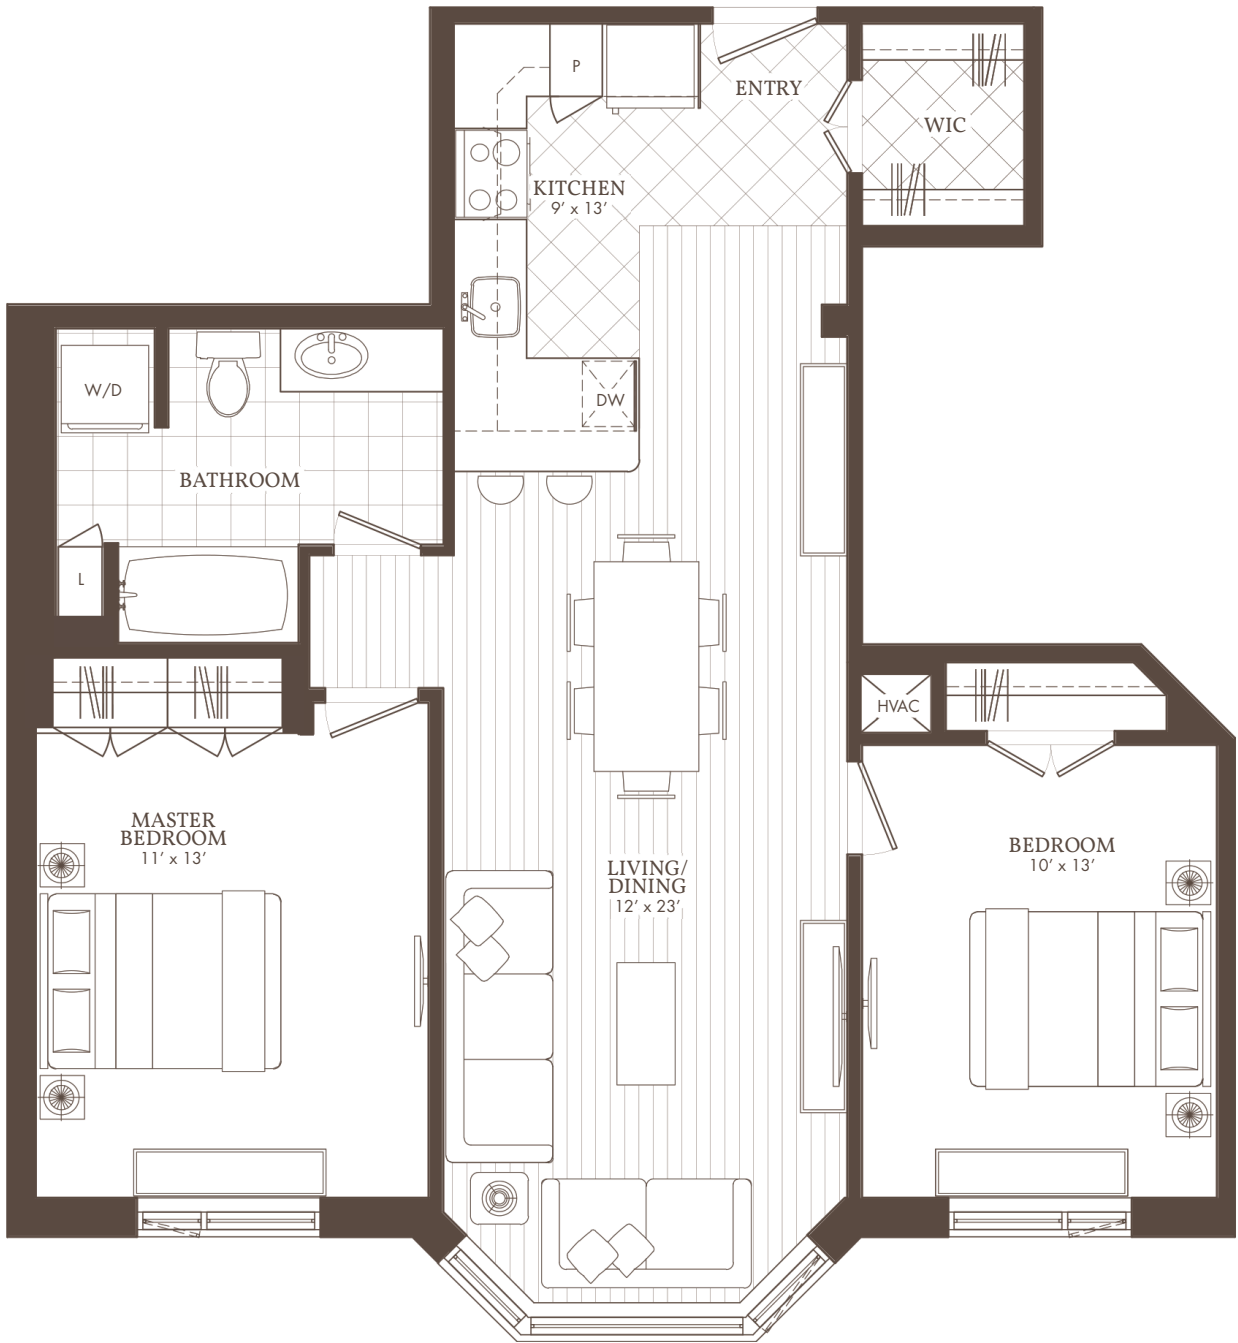 P
ENTRY
WIC
KITCHEN
9’ x 13’
W/D
DW
BATHROOM
L
HVAC
MASTER
BEDROOM
11’ x 13’
LIVING/
DINING
12’ x 23’
BEDROOM
10’ x 13’